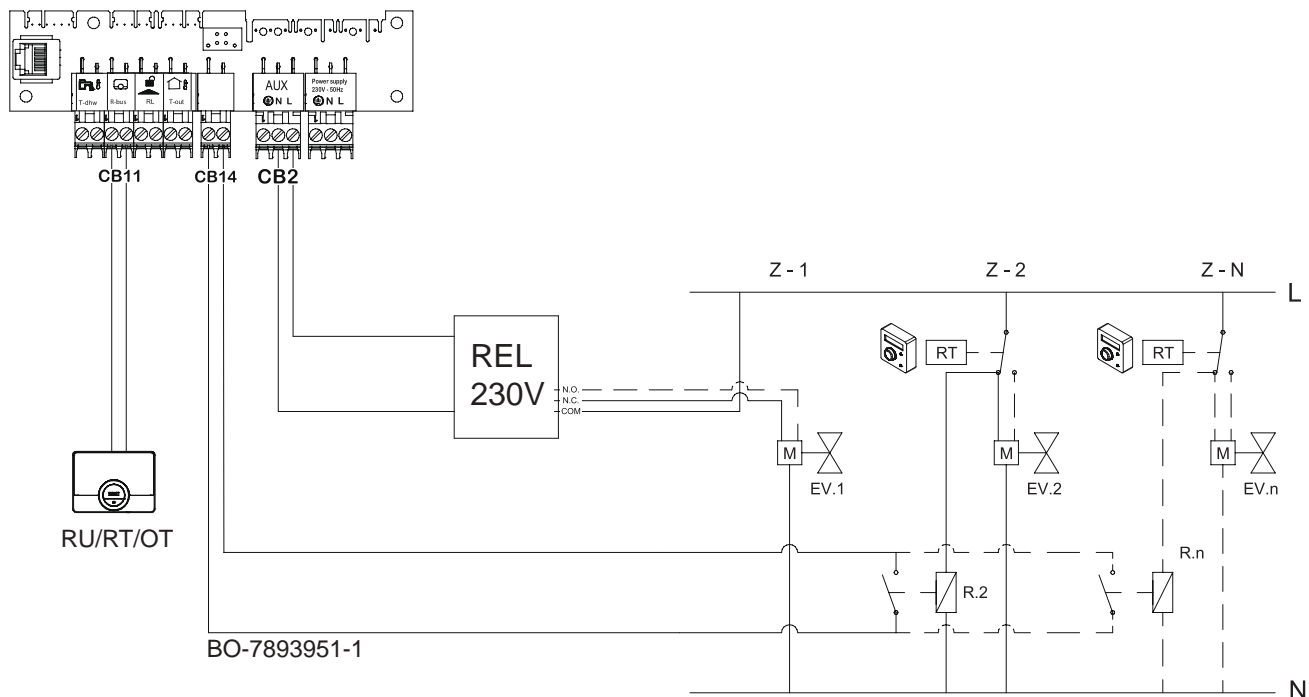 T-dhw
R-bus
RL
T-out
AUX
N L
Power supply
230V - 50Hz
N L
CB11
CB14
CB2
Z - 1
Z - 2
Z - N
L
RT
RT
REL
230V
N.O.
N.C.
COM
M
M
M
EV.1
EV.2
EV.n
RU/RT/OT
R.n
R.2
BO-7893951-1
N